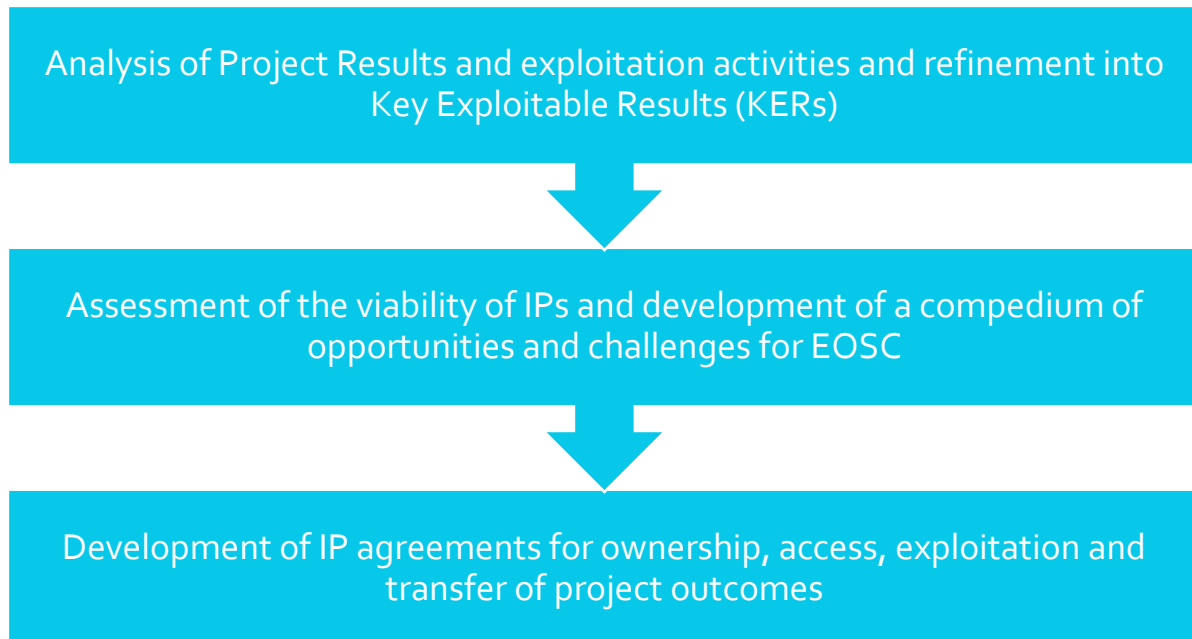 Analysis of Project Results and exploitation activities and refinement into
Key Exploitable Results (KERs)
Assessment of the viability of IPs and development of a compedium of
opportunities and challenges for EOSC
Development of IP agreements for ownership, access, exploitation and
transfer of project outcomes